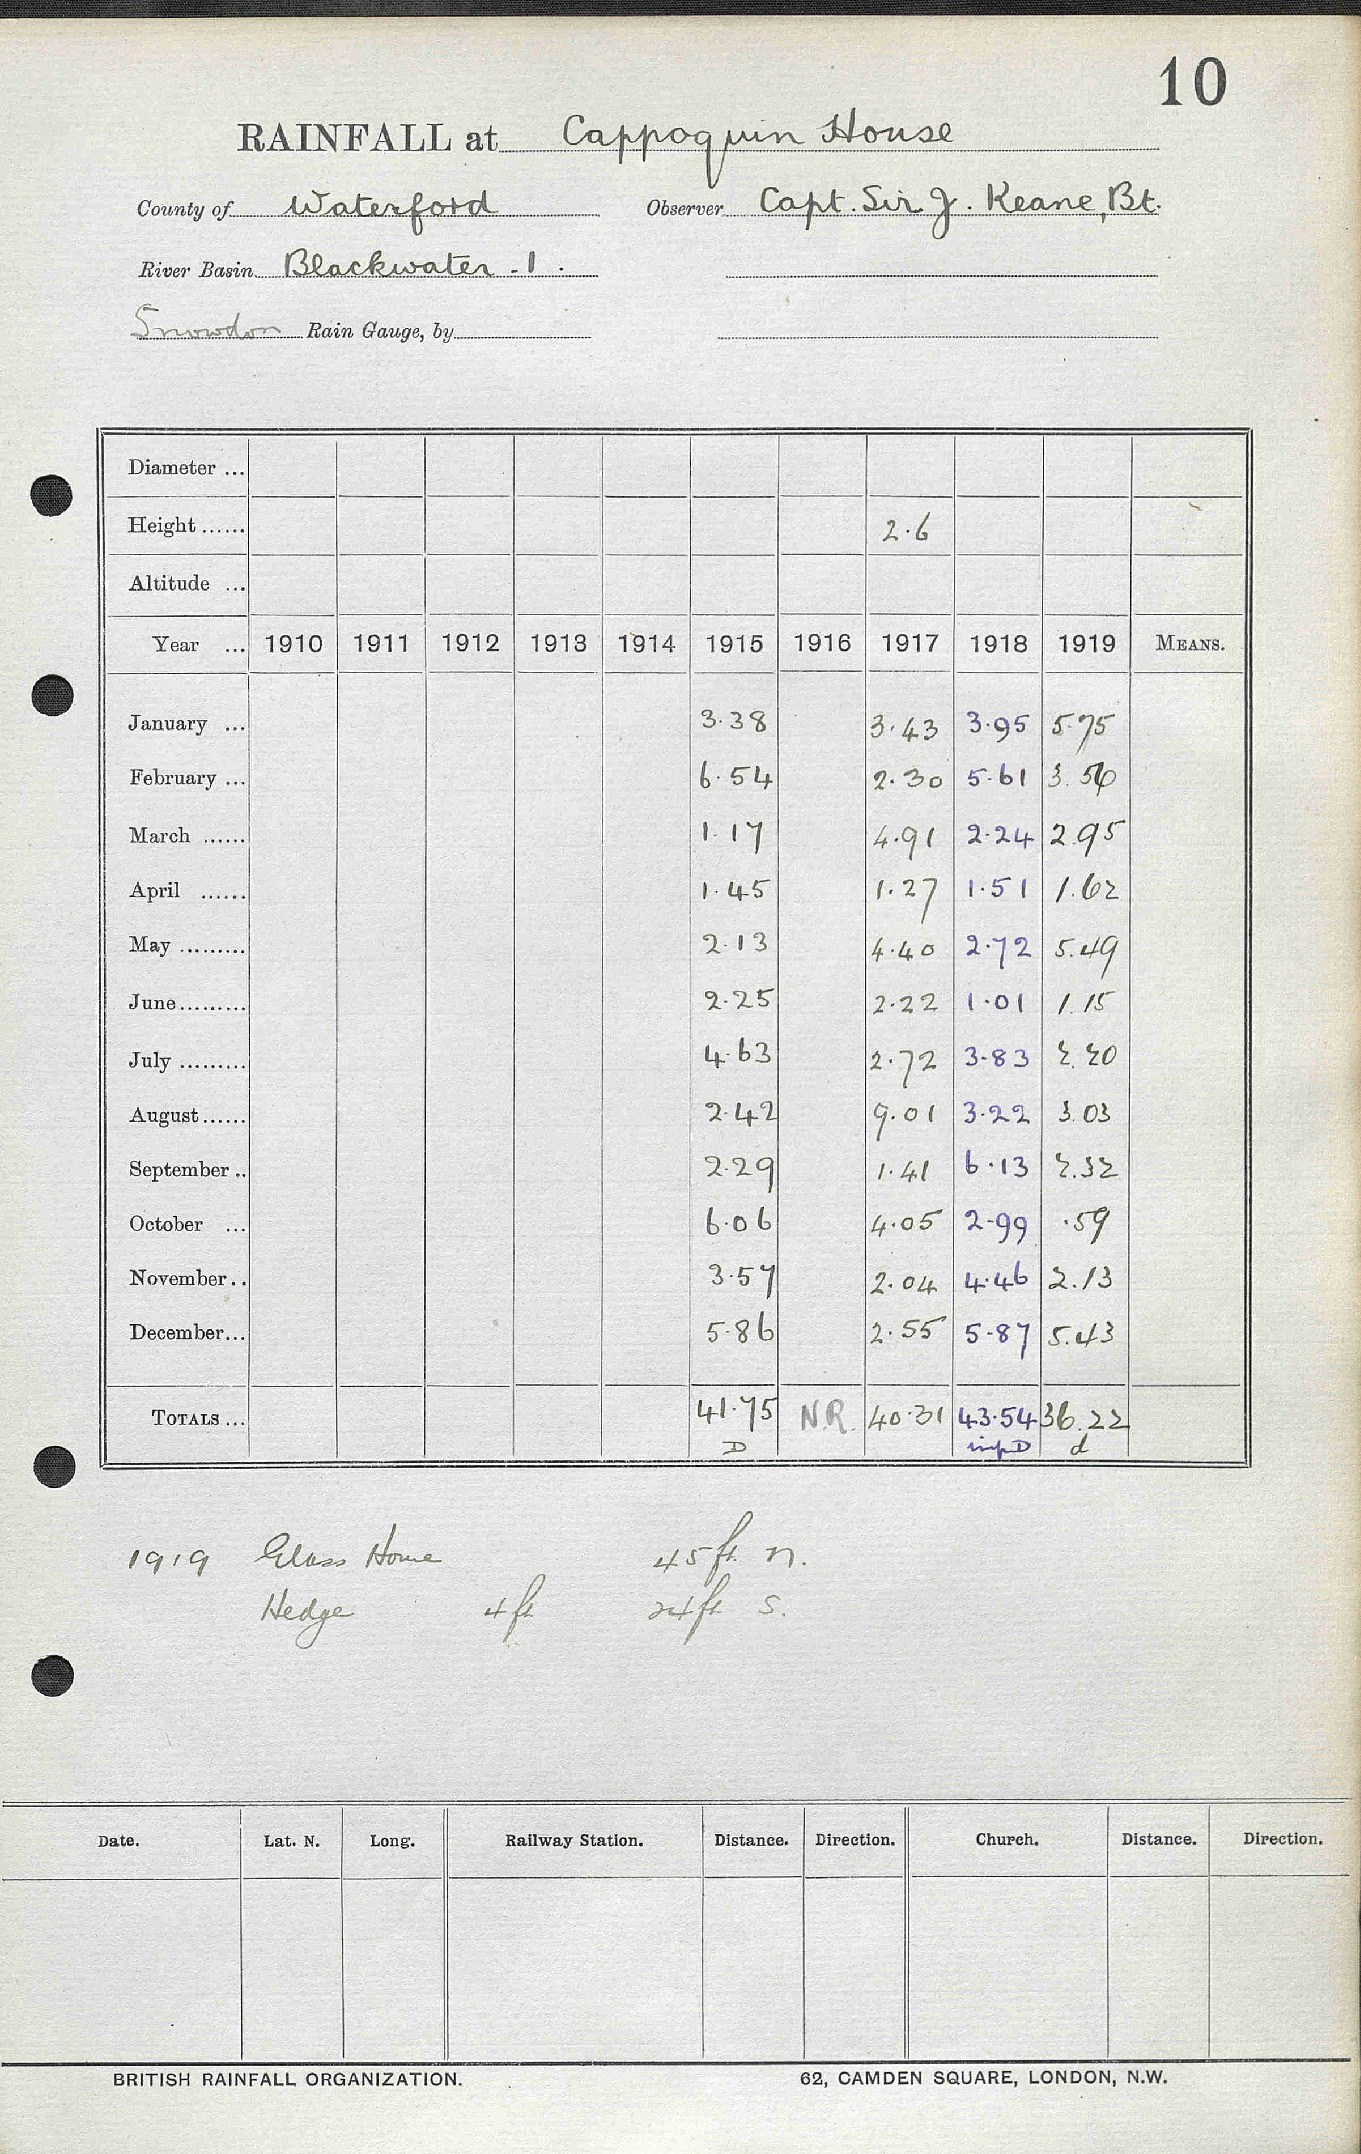 10
RAINFALL at Cappoquin House
County of Waterford Observer Capt. Sir J. Keane, Bt.
River Basin Blackwater - 1.
Snowdon Rain Gauge, by
Diameter ...
Height ...... 2.6
Altitude ...
Year ... 1910 1911 1912 1913 1914 1915 1916 1917 1918 1919 MEANS.
January ... 3.38 3.43 3.95 5.75
February ... 6.54 2.30 5.61 3.56
March ...... 1.17 4.91 2.24 2.95
April ...... 1.45 1.27 1.51 1.62
May ......... 2.13 4.40 2.72 5.49
June......... 2.25 2.22 1.01 1.15
July ......... 4.63 2.72 3.83 2.20
August...... 2.42 9.01 3.22 3.03
September .. 2.29 1.41 6.13 2.32
October ... 6.06 4.05 2.99 .59
November .. 3.57 2.04 4.46 2.13
December... 5.86 2.55 5.87 5.43
TOTALS ... 41.75 N.R. 40.31 43.54 36.22
D impD d
1919 Glass House 45 ft n.
Hedge 4 ft 24 ft S.
Date. Lat. N. Long. Railway Station. Distance. Direction. Church. Distance. Direction.
BRITISH RAINFALL ORGANIZATION. 62, CAMDEN SQUARE, LONDON, N.W.